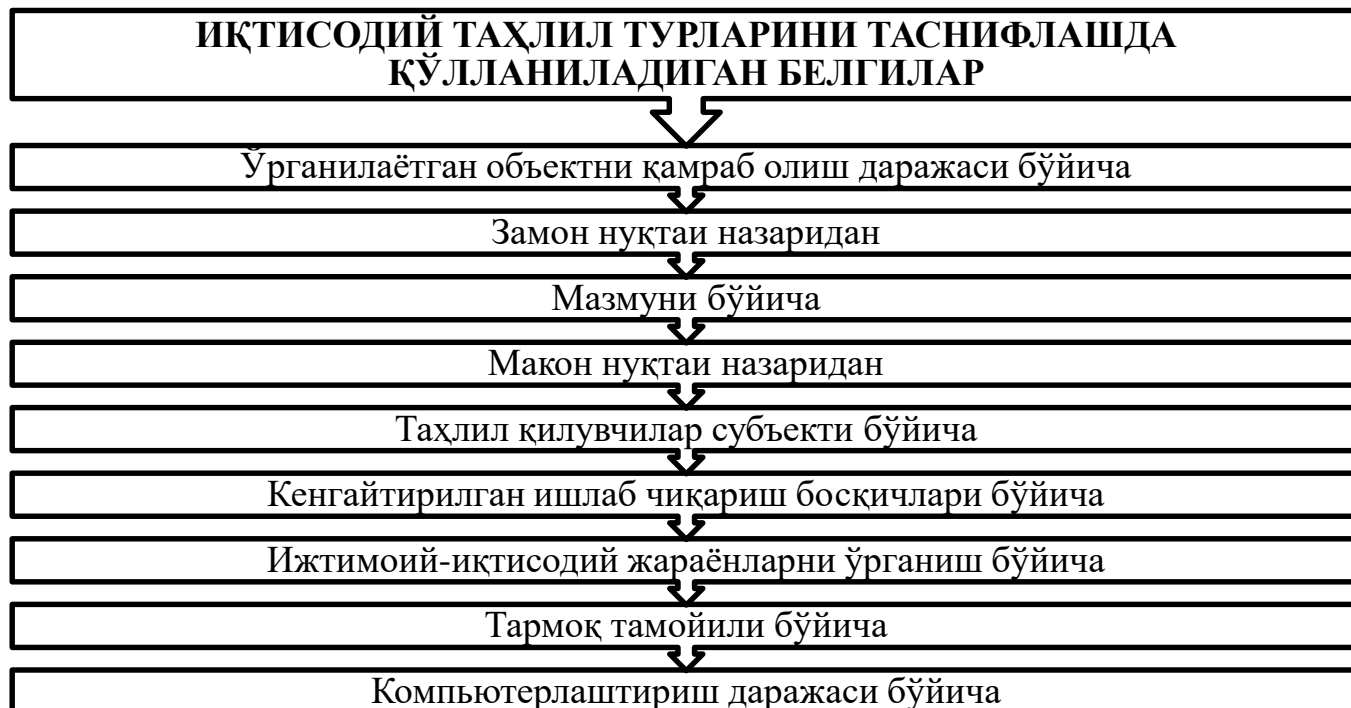 ИҚТИСОДИЙ ТАҲЛИЛ ТУРЛАРИНИ ТАСНИФЛАШДА
ҚЎЛЛАНИЛАДИГАН БЕЛГИЛАР
Ўрганилаётган объектни қамраб олиш даражаси бўйича
Замон нуқтаи назаридан
Мазмуни бўйича
Макон нуқтаи назаридан
Таҳлил қилувчилар субъекти бўйича
Кенгайтирилган ишлаб чиқариш босқичлари бўйича
Ижтимоий-иқтисодий жараёнларни ўрганиш бўйича
Тармоқ тамойили бўйича
Компьютерлаштириш даражаси бўйича